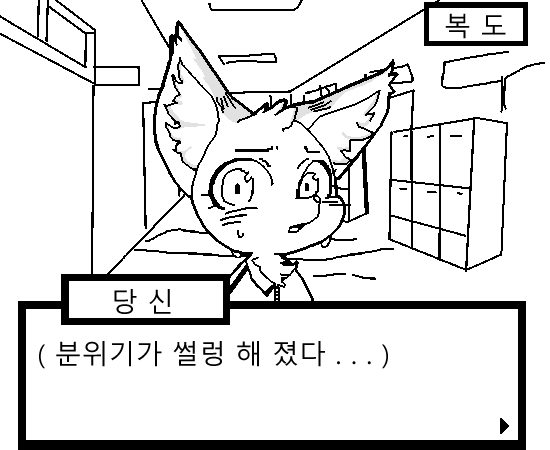 복도
당신
( 분위기가 썰렁 해 졌다 . . . )